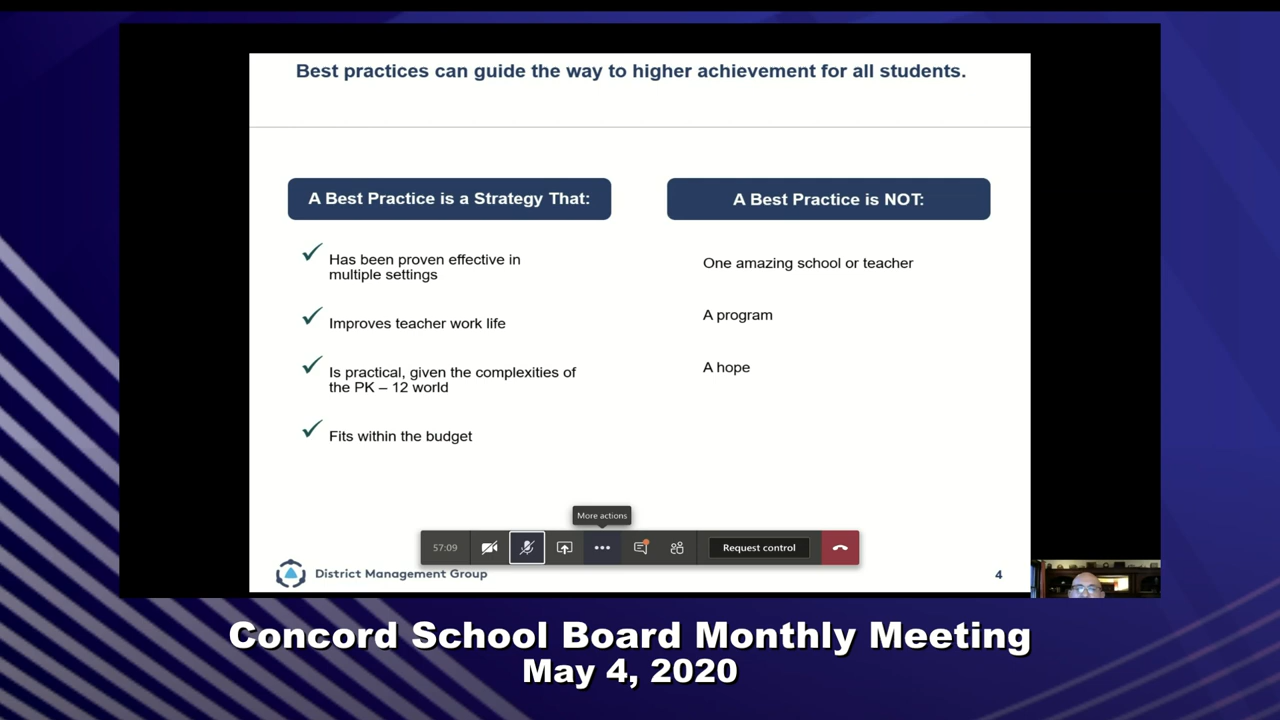 Best practices can guide the way to higher achievement for all students.
A Best Practice is a Strategy That:
Has been proven effective in
multiple settings
Improves teacher work life
Is practical, given the complexities of
the PK – 12 world
Fits within the budget
A Best Practice is NOT:
One amazing school or teacher
A program
A hope
More actions
57:09
Request control
District Management Group
4
Concord School Board Monthly Meeting
May 4, 2020